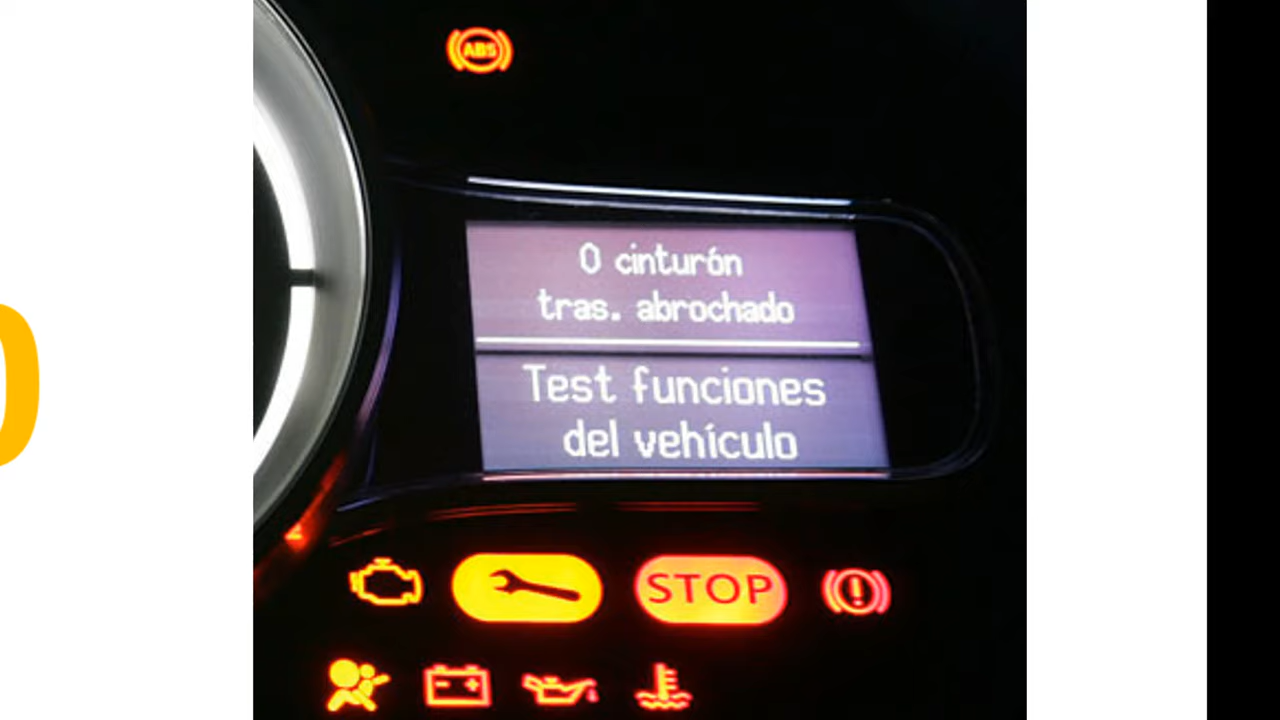 ABS
0 cinturón
tras. abrochado
Test funciones
del vehículo
STOP